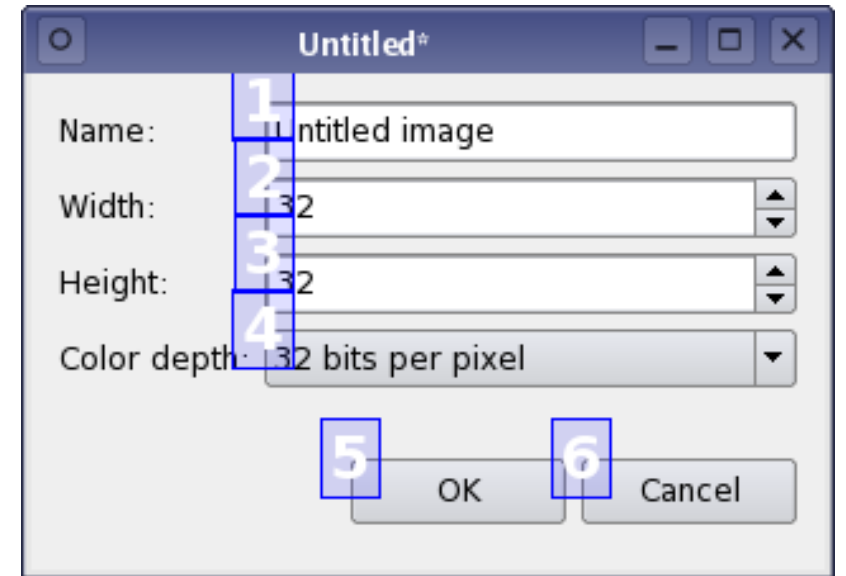 Untitled*
1
Name: Untitled image
2
Width: 32
3
Height: 32
4
Color depth: 32 bits per pixel
5 6
OK Cancel